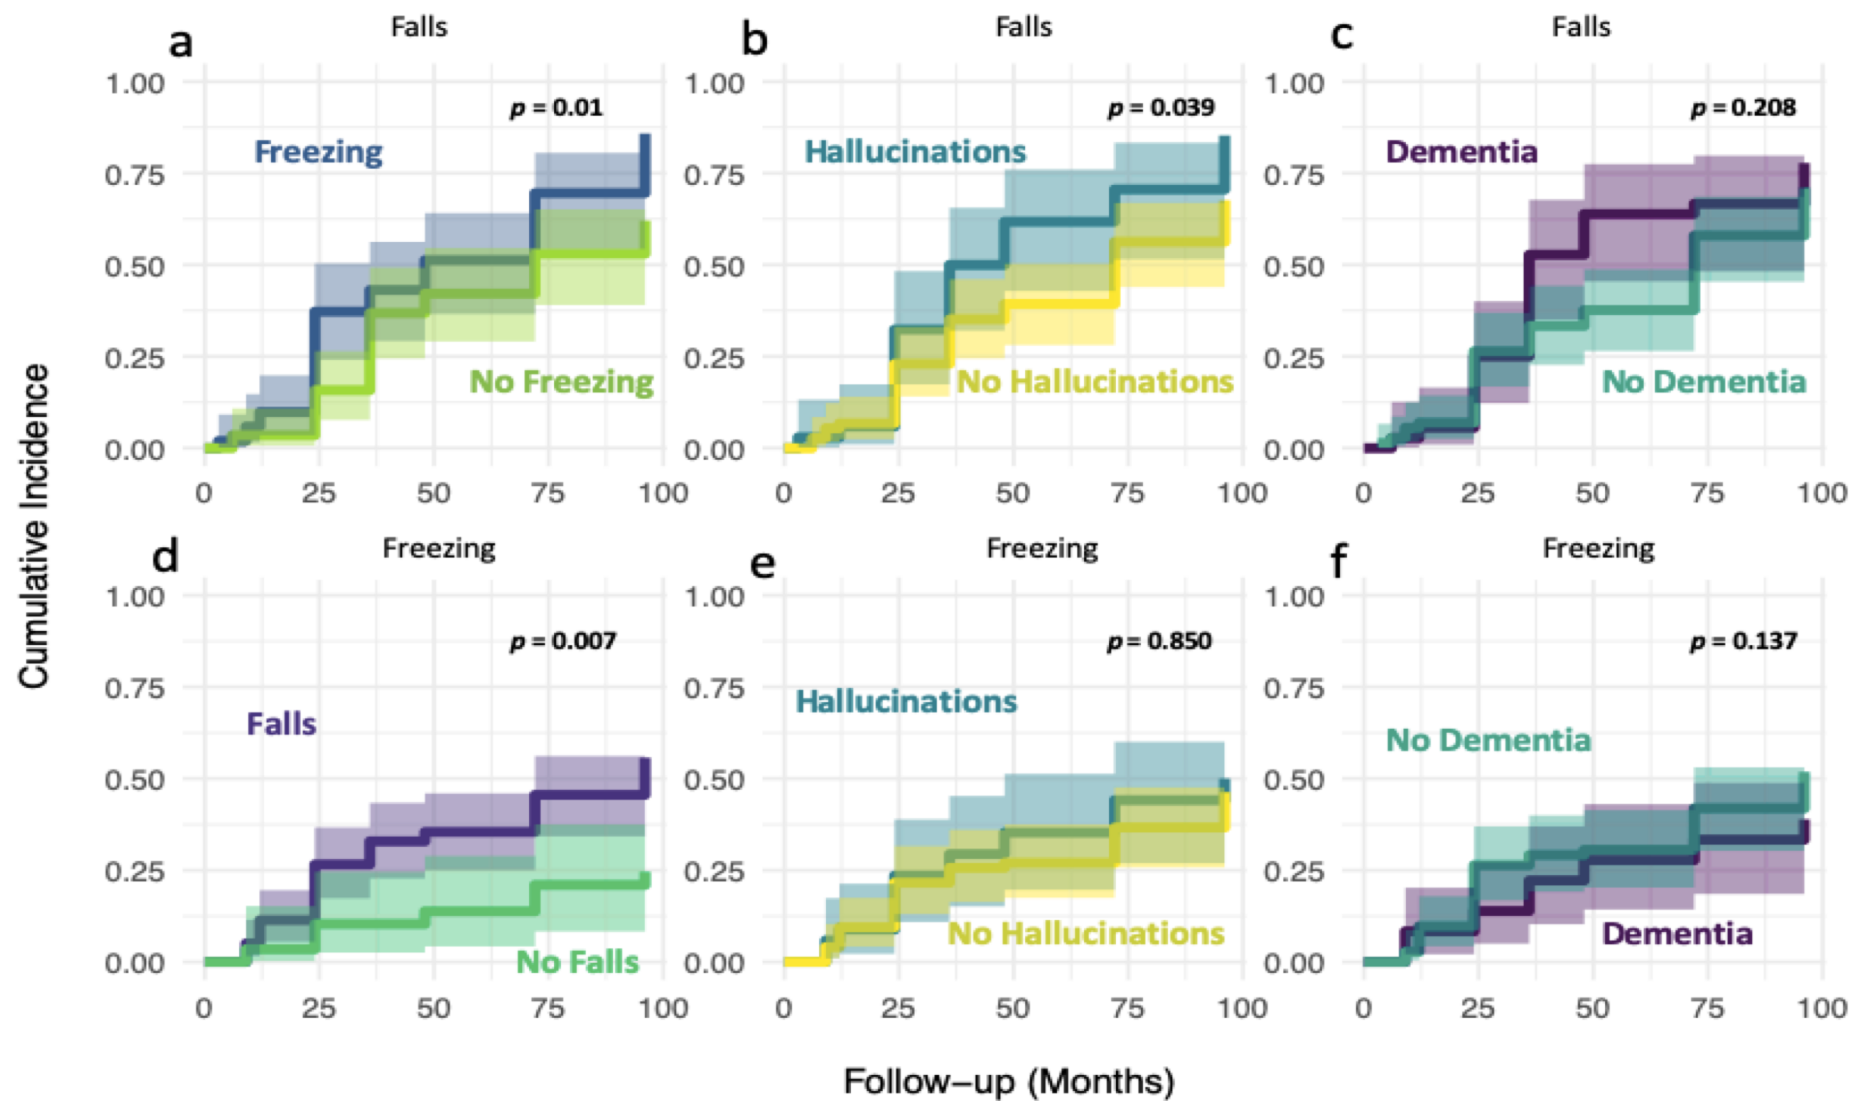 a
Falls
1.00
0.75
0.50
0.25
0.00
p = 0.01
Freezing
No Freezing
0 25 50 75 100
b
Falls
1.00
0.75
0.50
0.25
0.00
p = 0.039
Hallucinations
No Hallucinations
0 25 50 75 100
c
Falls
1.00
0.75
0.50
0.25
0.00
p = 0.208
Dementia
No Dementia
0 25 50 75 100
Cumulative Incidence
d
Freezing
1.00
0.75
0.50
0.25
0.00
p = 0.007
Falls
No Falls
0 25 50 75 100
e
Freezing
1.00
0.75
0.50
0.25
0.00
p = 0.850
Hallucinations
No Hallucinations
0 25 50 75 100
f
Freezing
1.00
0.75
0.50
0.25
0.00
p = 0.137
No Dementia
Dementia
0 25 50 75 100
Follow−up (Months)